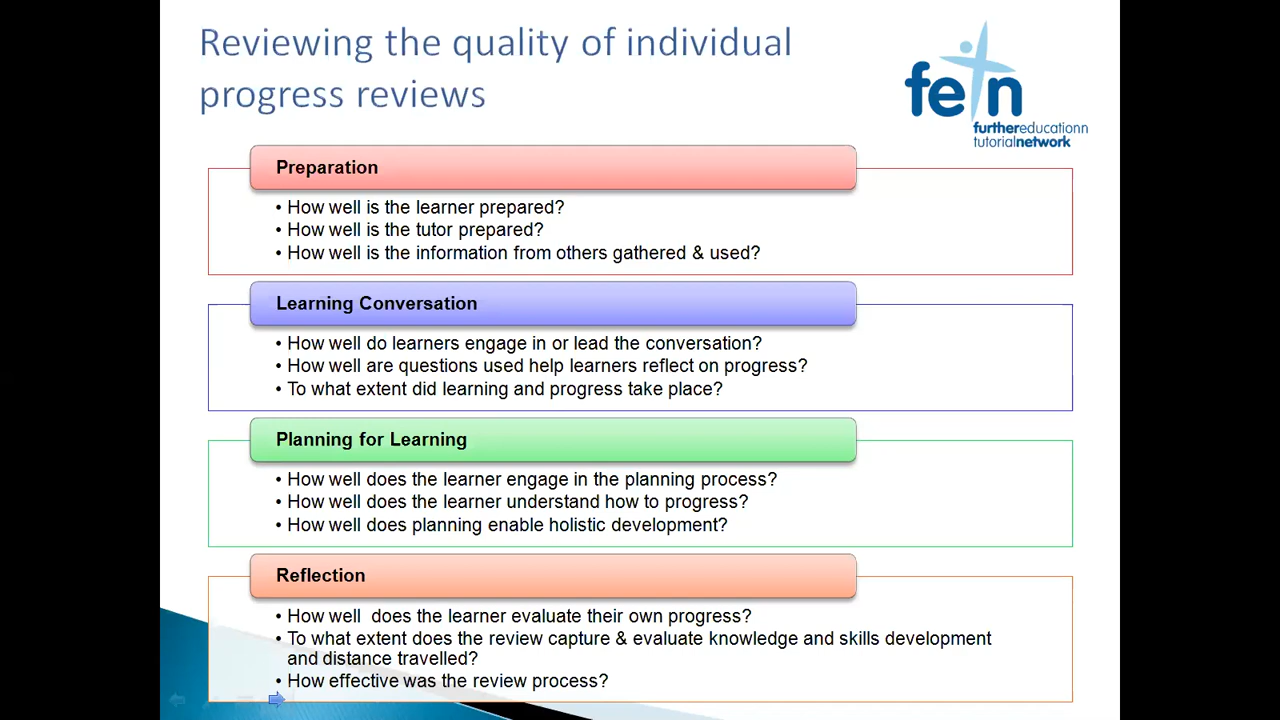 Reviewing the quality of individual
progress reviews
fetn
furthereducationn
tutorialnetwork
Preparation
• How well is the learner prepared?
• How well is the tutor prepared?
• How well is the information from others gathered & used?
Learning Conversation
• How well do learners engage in or lead the conversation?
• How well are questions used help learners reflect on progress?
• To what extent did learning and progress take place?
Planning for Learning
• How well does the learner engage in the planning process?
• How well does the learner understand how to progress?
• How well does planning enable holistic development?
Reflection
• How well  does the learner evaluate their own progress?
• To what extent does the review capture & evaluate knowledge and skills development
and distance travelled?
• How effective was the review process?